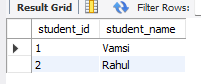 Result Grid Filter Rows:
student_id student_name
1 Vamsi
2 Rahul